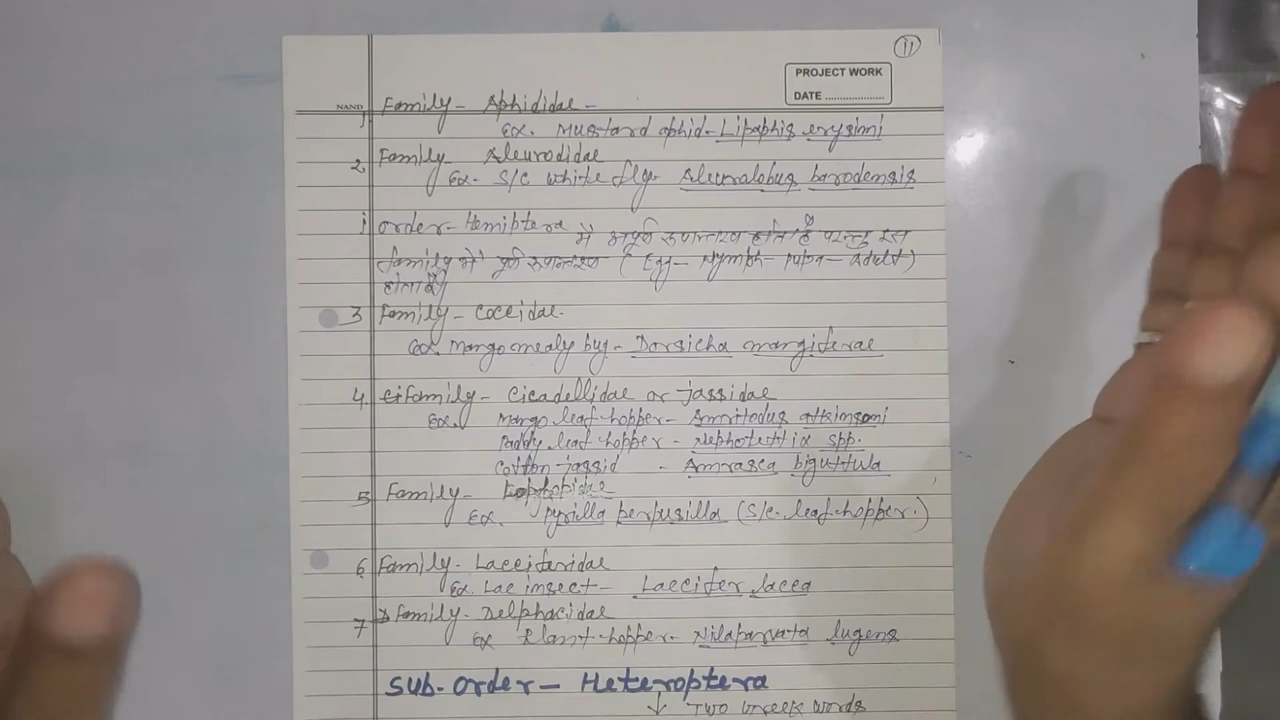 11
PROJECT WORK
DATE ....................
NAND
1 Family- Aphididae -
Ex. Mustard aphid- Lipaphis erysimi
2 Family- Aleurodidae
Ex- S/C white fly- Aleurolobus barodensis
i order- Hemiptera में अपूर्ण रूपान्तरण होता है परन्तु इस
family में पूर्ण रूपान्तरण ( Egg- Nymph- pupa- Adult)
होता है।
3 Family- Coccidae-
Ex. Mango mealy bug- Dorsicha mangiferae
4. Family- Cicadellidae or jassidae
Ex. Mango leaf-hopper- Amritodus atkinsoni
Paddy leaf hopper - Nephotettix spp.
Cotton-jassid - Amrasca biguttula
5 Family-
Ex. Pyrilla perpusilla (S/c. leaf-hopper.)
6 Family- Lacciferidae
Ex. Lac insect- Laccifer lacca
7 Family- Delphacidae
Ex Plant-hopper- Nilaparvata lugens
Sub-order- Heteroptera
↓ Two Greek words